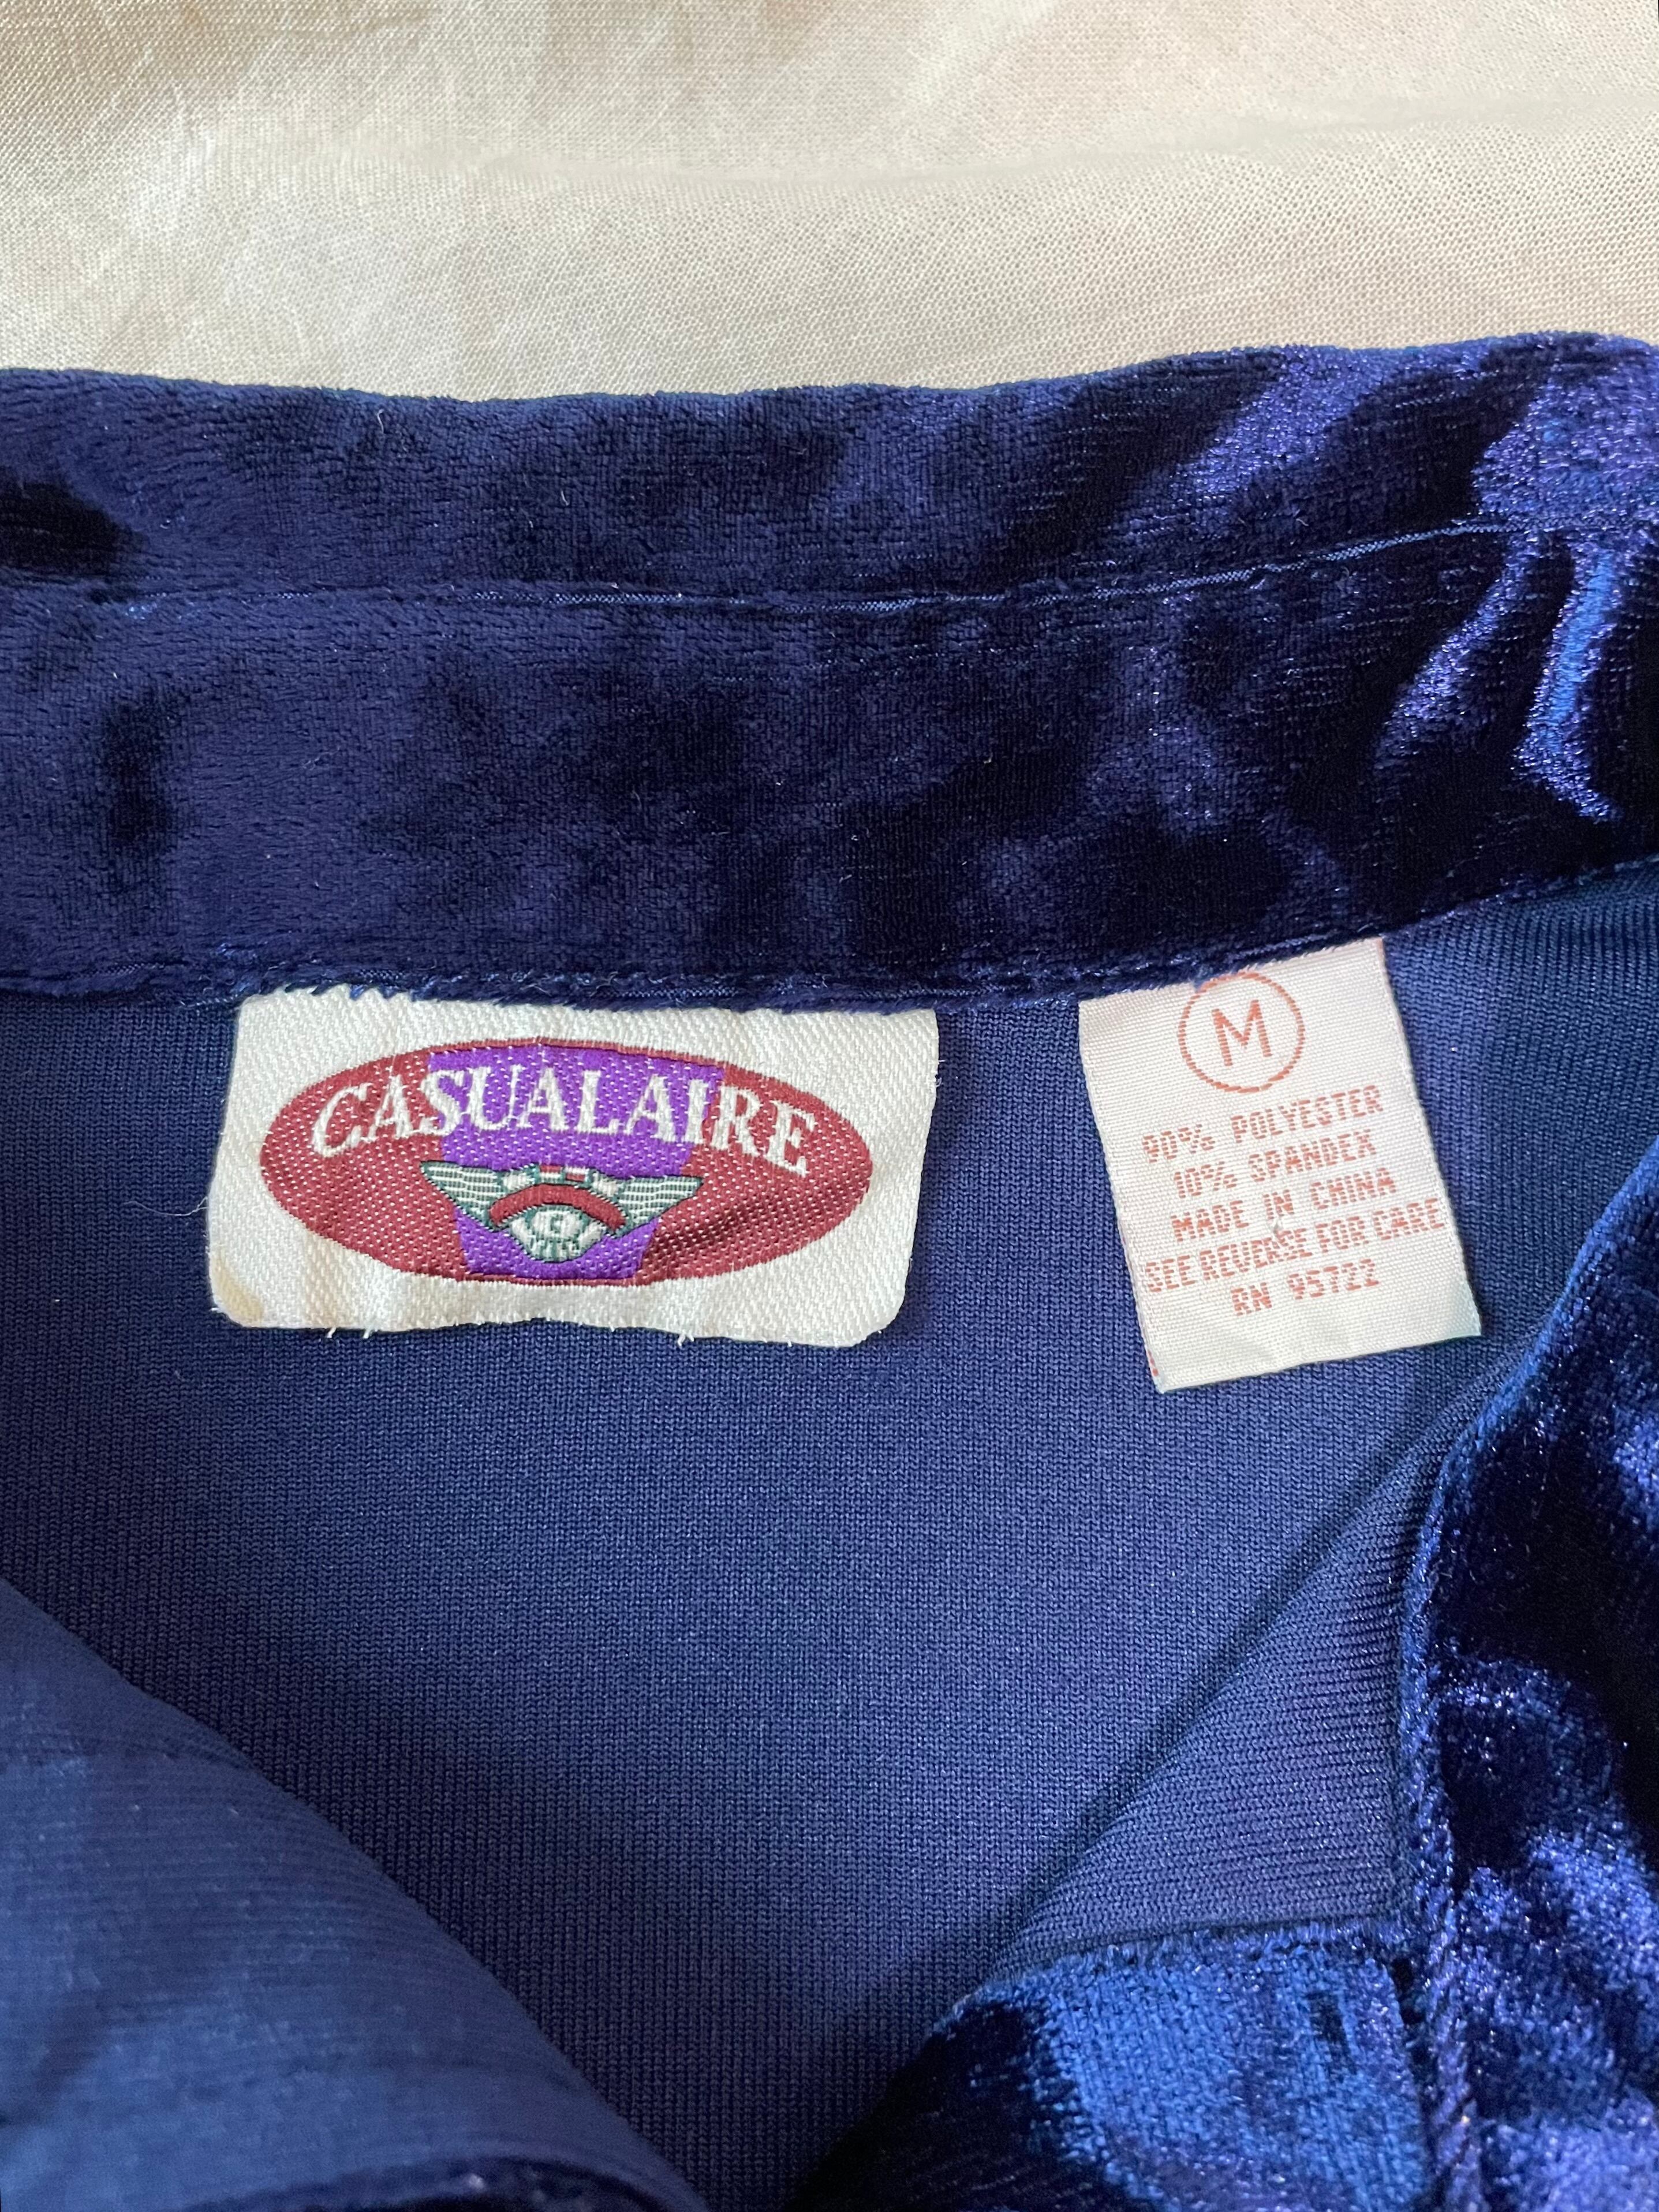 CASUALAIRE
C
M
90% POLYESTER
10% SPANDEX
MADE IN CHINA
SEE REVERSE FOR CARE
RN 95722